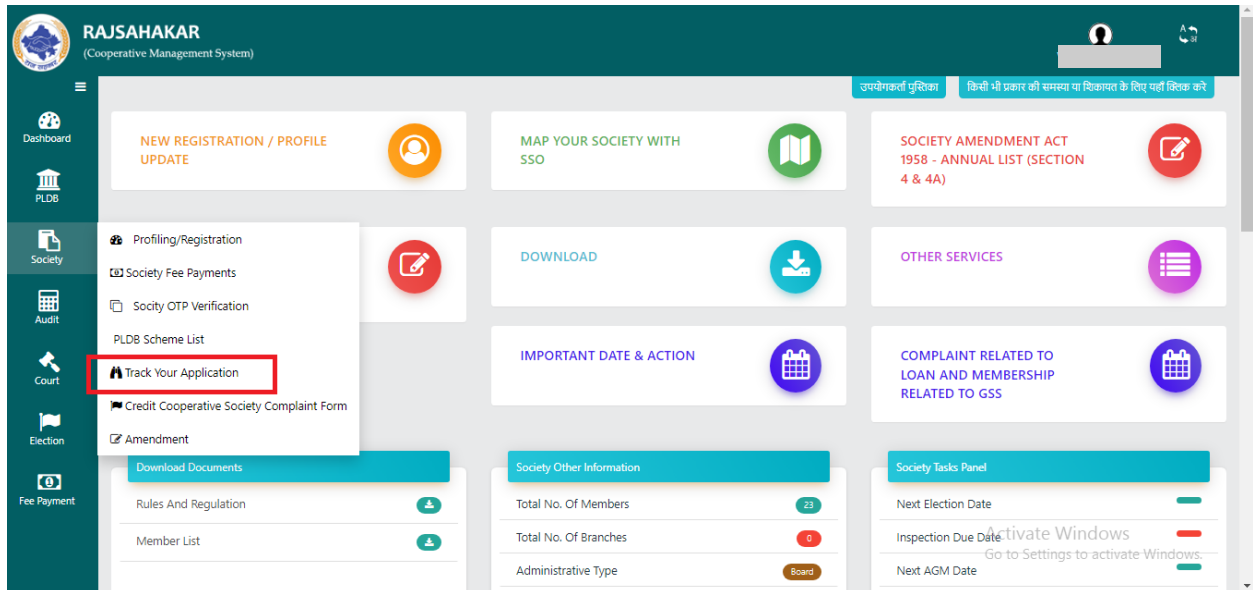 RAJSAHAKAR
(Cooperative Management System)
उपयोगकर्ता पुस्तिका
किसी भी प्रकार की समस्या या शिकायत के लिए यहाँ क्लिक करे
Dashboard
PLDB
Society
Audit
Court
Election
Fee Payment
NEW REGISTRATION / PROFILE
UPDATE
MAP YOUR SOCIETY WITH
SSO
SOCIETY AMENDMENT ACT
1958 - ANNUAL LIST (SECTION
4 & 4A)
Profiling/Registration
Society Fee Payments
Socity OTP Verification
PLDB Scheme List
Track Your Application
Credit Cooperative Society Complaint Form
Amendment
DOWNLOAD
OTHER SERVICES
IMPORTANT DATE & ACTION
COMPLAINT RELATED TO
LOAN AND MEMBERSHIP
RELATED TO GSS
Download Documents
Rules And Regulation
Member List
Society Other Information
Total No. Of Members 23
Total No. Of Branches 0
Administrative Type Board
Society Tasks Panel
Next Election Date
Inspection Due Date
Next AGM Date
Activate Windows
Go to Settings to activate Windows.